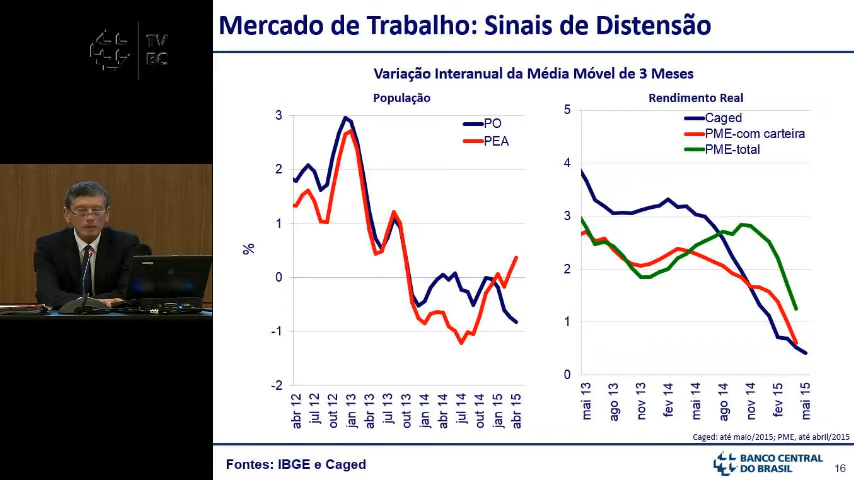 TV
BC
Mercado de Trabalho: Sinais de Distensão
Variação Interanual da Média Móvel de 3 Meses
População
%
3
2
1
0
-1
-2
PO
PEA
abr 12
jul 12
out 12
jan 13
abr 13
jul 13
out 13
jan 14
abr 14
jul 14
out 14
jan 15
abr 15
Rendimento Real
5
4
3
2
1
0
Caged
PME-com carteira
PME-total
mai 13
ago 13
nov 13
fev 14
mai 14
ago 14
nov 14
fev 15
mai 15
Caged: até maio/2015; PME, até abril/2015
Fontes: IBGE e Caged
BANCO CENTRAL
DO BRASIL
16